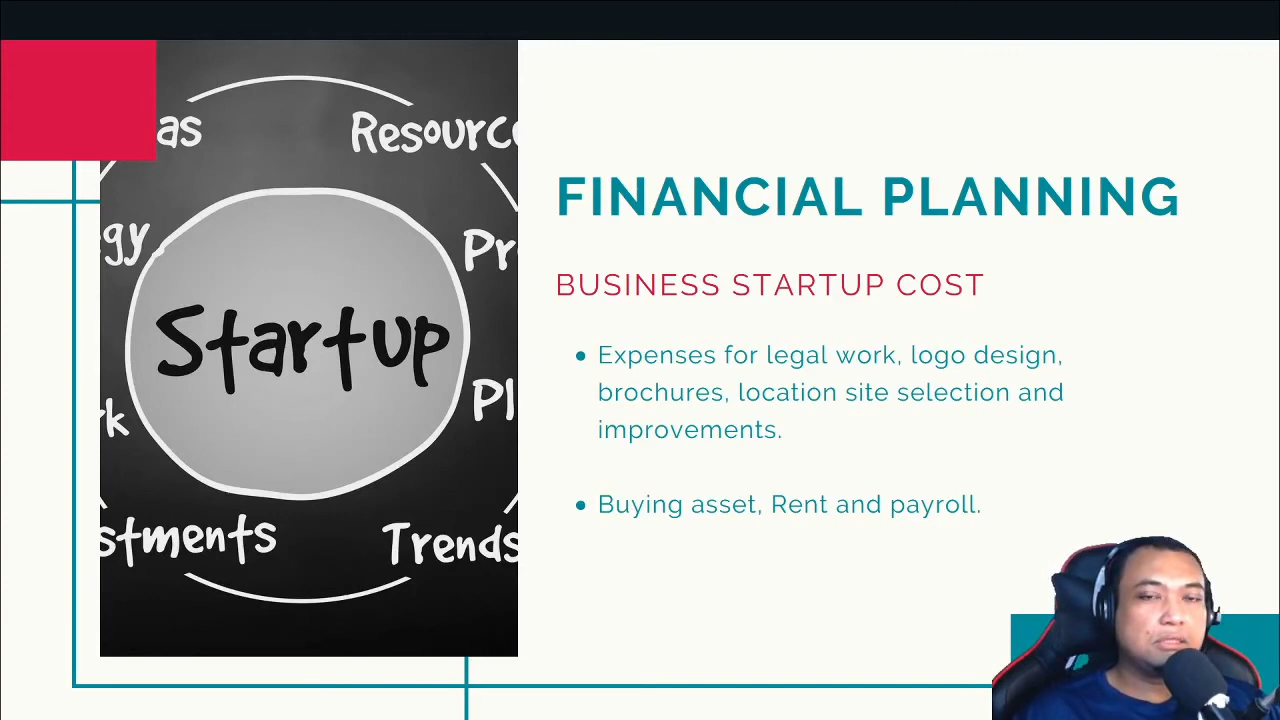 as
Resourc
gy
Pr
Startup
k
Pl
stments
Trends
FINANCIAL PLANNING
BUSINESS STARTUP COST
• Expenses for legal work, logo design,
brochures, location site selection and
improvements.
• Buying asset, Rent and payroll.